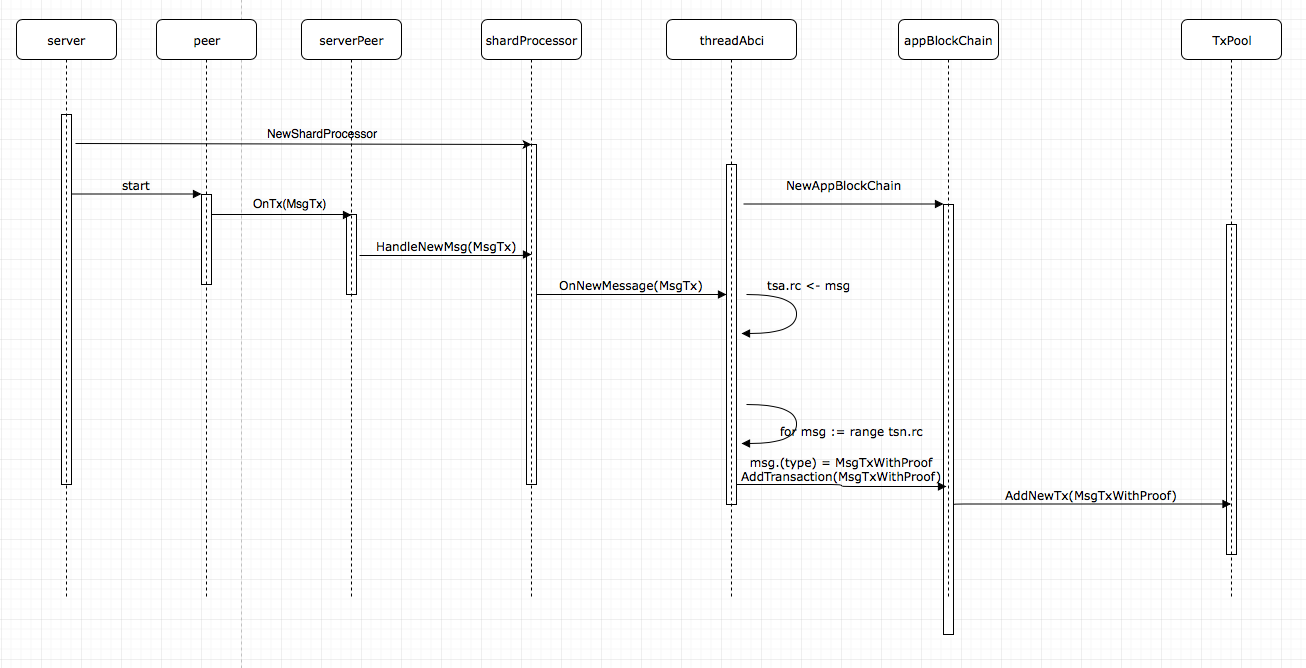 server
peer
serverPeer
shardProcessor
threadAbci
appBlockChain
TxPool
NewShardProcessor
start
NewAppBlockChain
OnTx(MsgTx)
HandleNewMsg(MsgTx)
OnNewMessage(MsgTx)
tsa.rc <- msg
for msg := range tsn.rc
msg.(type) = MsgTxWithProof
AddTransaction(MsgTxWithProof)
AddNewTx(MsgTxWithProof)